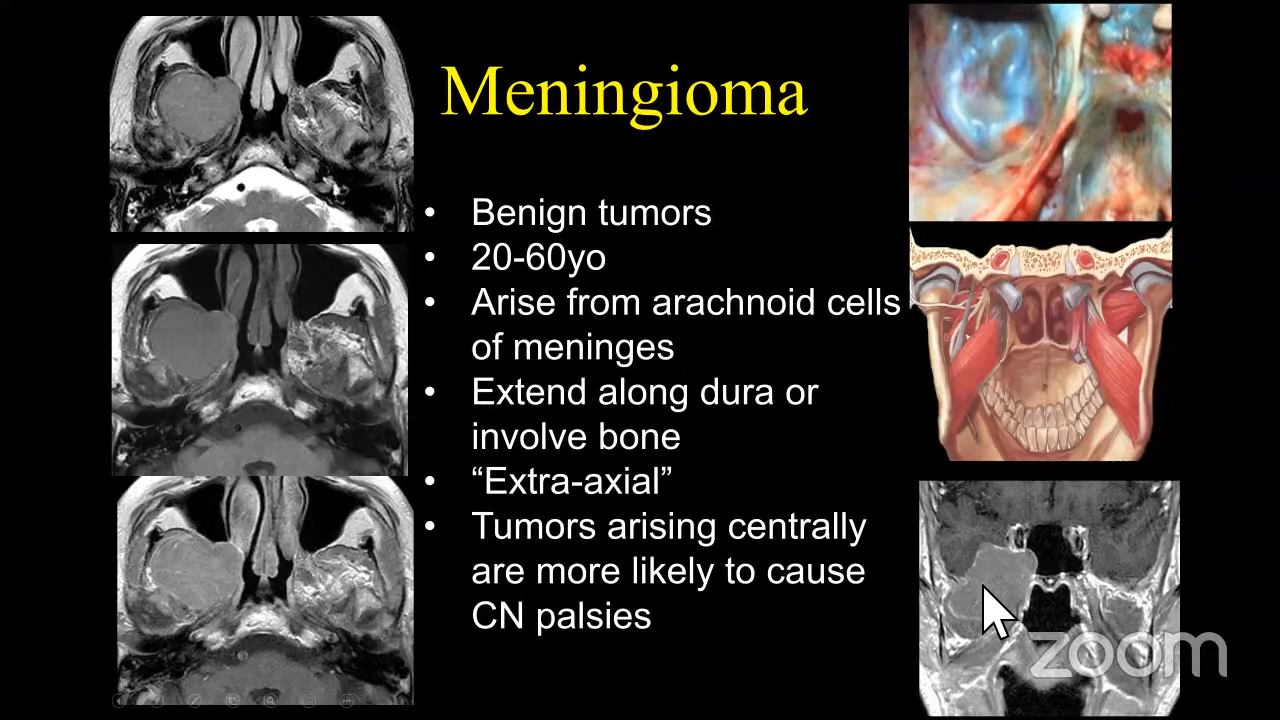 Meningioma
• Benign tumors
• 20-60yo
• Arise from arachnoid cells
of meninges
• Extend along dura or
involve bone
• “Extra-axial”
• Tumors arising centrally
are more likely to cause
CN palsies
zoom